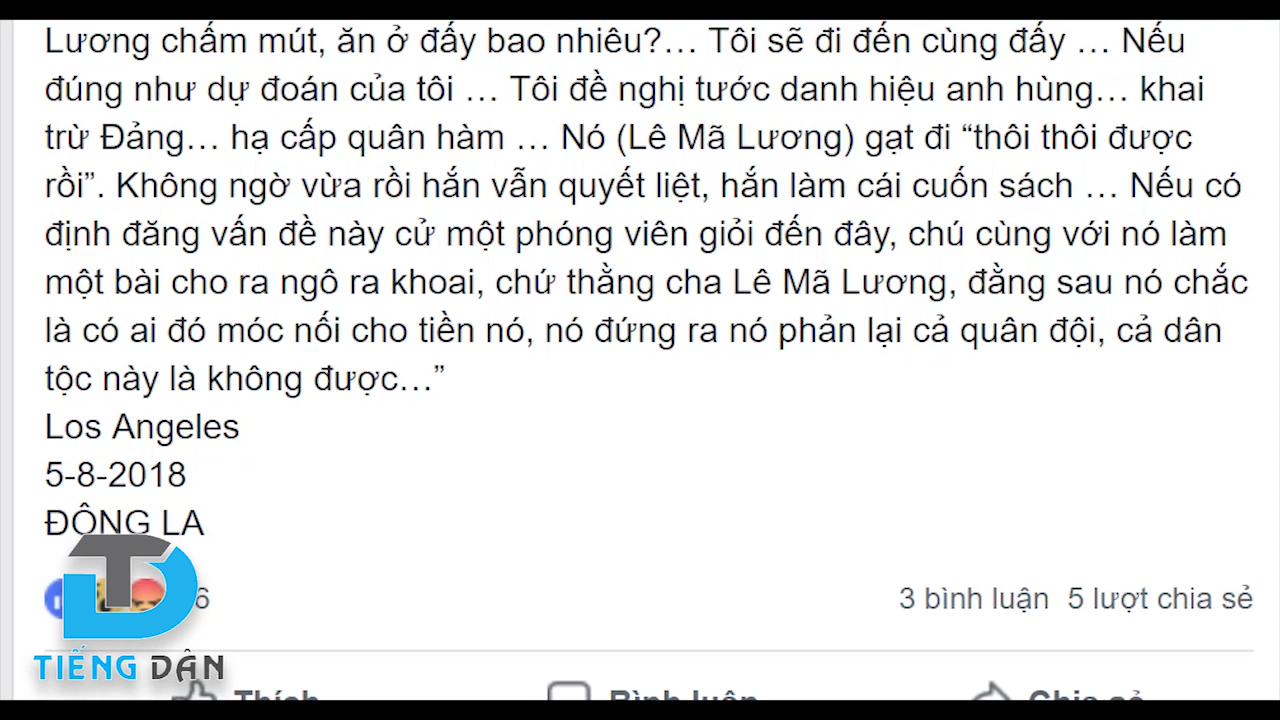 Lương chấm mút, ăn ở đấy bao nhiêu?… Tôi sẽ đi đến cùng đấy … Nếu
đúng như dự đoán của tôi … Tôi đề nghị tước danh hiệu anh hùng… khai
trừ Đảng… hạ cấp quân hàm … Nó (Lê Mã Lương) gạt đi “thôi thôi được
rồi”. Không ngờ vừa rồi hắn vẫn quyết liệt, hắn làm cái cuốn sách … Nếu có
định đăng vấn đề này cử một phóng viên giỏi đến đây, chú cùng với nó làm
một bài cho ra ngô ra khoai, chứ thằng cha Lê Mã Lương, đằng sau nó chắc
là có ai đó móc nối cho tiền nó, nó đứng ra nó phản lại cả quân đội, cả dân
tộc này là không được…”
Los Angeles
5-8-2018
ĐÔNG LA
6
3 bình luận 5 lượt chia sẻ
TIẾNG DÂN
Thích Bình luận Chia sẻ